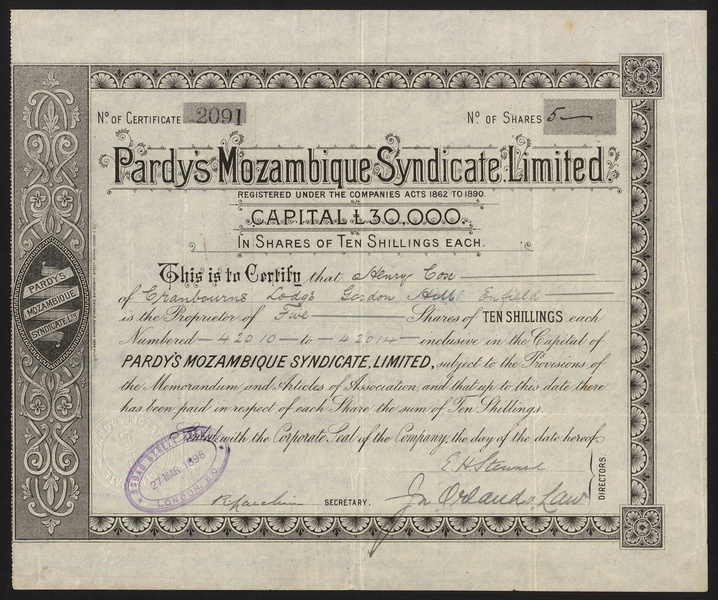 No. OF CERTIFICATE 2091
No. OF SHARES 5
Pardy's Mozambique Syndicate, Limited
REGISTERED UNDER THE COMPANIES ACTS 1862 TO 1890.
CAPITAL £30,000.
IN SHARES OF TEN SHILLINGS EACH.
This is to Certify that Henry Cox
of Cranbourne Lodge Gordon Hill Enfield
is the Proprietor of Five Shares of TEN SHILLINGS each
Numbered 42010 to 42014 inclusive in the Capital of
PARDY'S MOZAMBIQUE SYNDICATE, LIMITED, subject to the Provisions of
the Memorandum and Articles of Association, and that up to this date there
has been paid in respect of each Share the sum of Ten Shillings.
with the Corporate Seal of the Company, the day of the date hereof.
DIRECTORS.
SECRETARY.
Jn Orlando Law
BROAD STREET
27 MAR. 1896
LONDON. E.C.
PARDY'S
MOZAMBIQUE
SYNDICATE, LTD